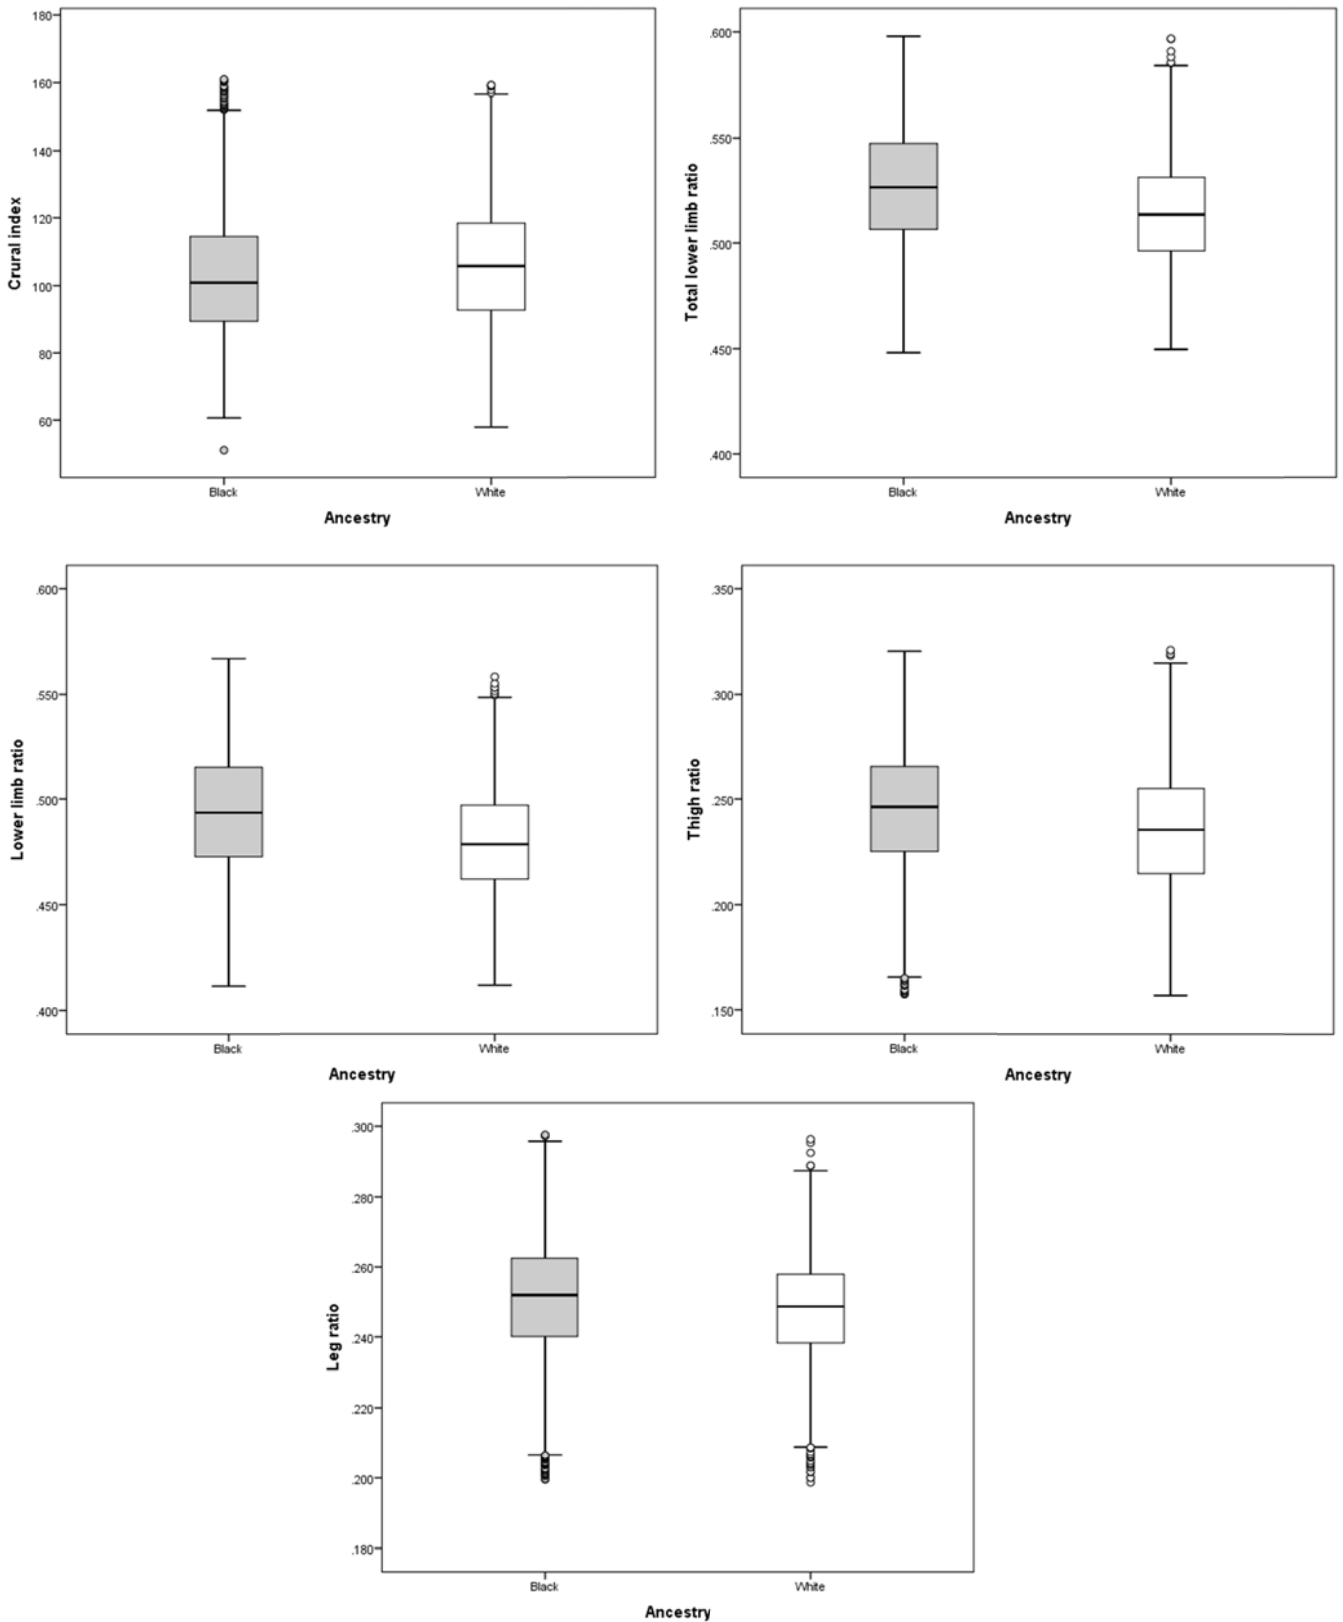 180
160
140
120
100
80
60
Crural index
Black
White
Ancestry
.600
.550
.500
.450
.400
Total lower limb ratio
Black
White
Ancestry
.600
.550
.500
.450
.400
Lower limb ratio
Black
White
Ancestry
.350
.300
.250
.200
.150
Thigh ratio
Black
White
Ancestry
.300
.280
.260
.240
.220
.200
.180
Leg ratio
Black
White
Ancestry